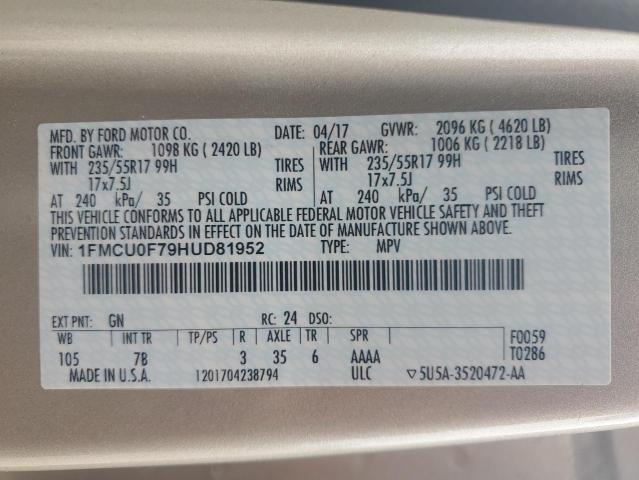 MFD. BY FORD MOTOR CO. DATE: 04/17 GVWR: 2096 KG ( 4620 LB)
FRONT GAWR: 1098 KG ( 2420 LB) REAR GAWR: 1006 KG ( 2218 LB)
WITH 235/55R17 99H TIRES WITH 235/55R17 99H TIRES
17x7.5J RIMS 17x7.5J RIMS
AT 240 kPa/ 35 PSI COLD AT 240 kPa/ 35 PSI COLD
THIS VEHICLE CONFORMS TO ALL APPLICABLE FEDERAL MOTOR VEHICLE SAFETY AND THEFT
PREVENTION STANDARDS IN EFFECT ON THE DATE OF MANUFACTURE SHOWN ABOVE.
VIN: 1FMCU0F79HUD81952 TYPE: MPV
EXT PNT: GN RC: 24 DSO:
WB INT TR TP/PS R AXLE TR SPR F0059
105 7B 3 35 6 AAAA T0286
MADE IN U.S.A. 1201704238794 ULC ▽5U5A-3520472-AA